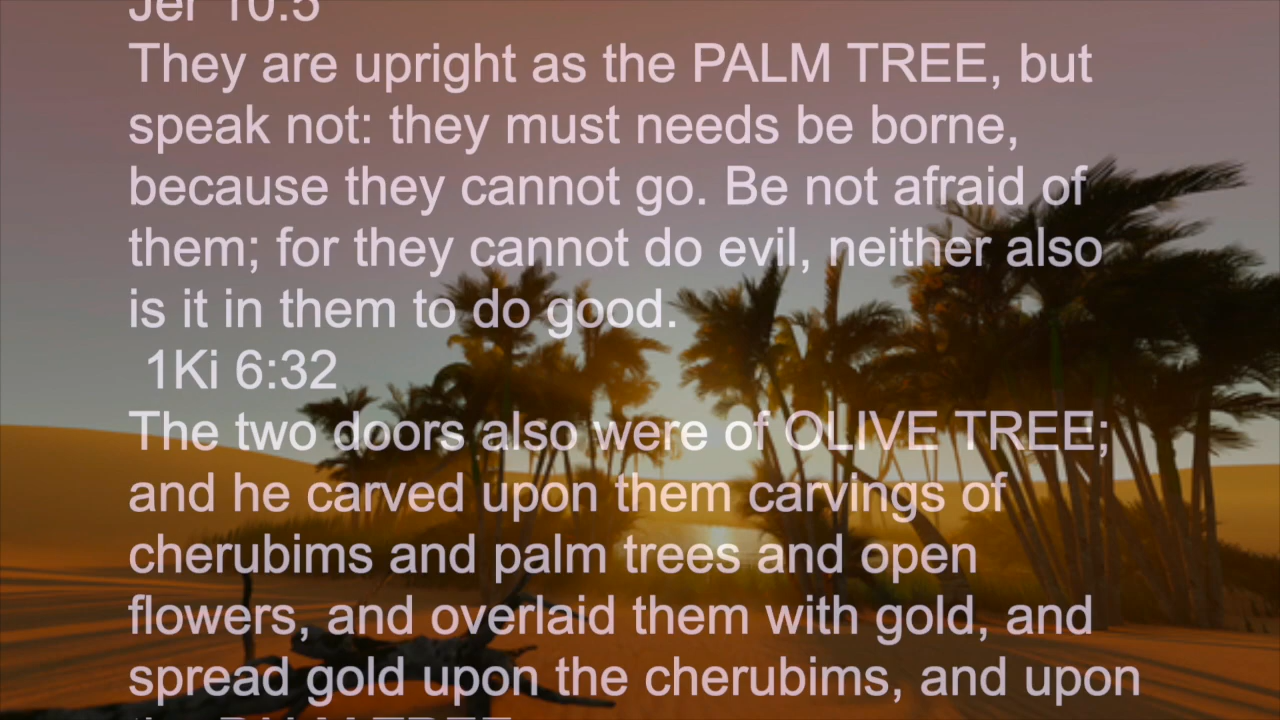 Jer 10:5
They are upright as the PALM TREE, but
speak not: they must needs be borne,
because they cannot go. Be not afraid of
them; for they cannot do evil, neither also
is it in them to do good.
1Ki 6:32
The two doors also were of OLIVE TREE;
and he carved upon them carvings of
cherubims and palm trees and open
flowers, and overlaid them with gold, and
spread gold upon the cherubims, and upon